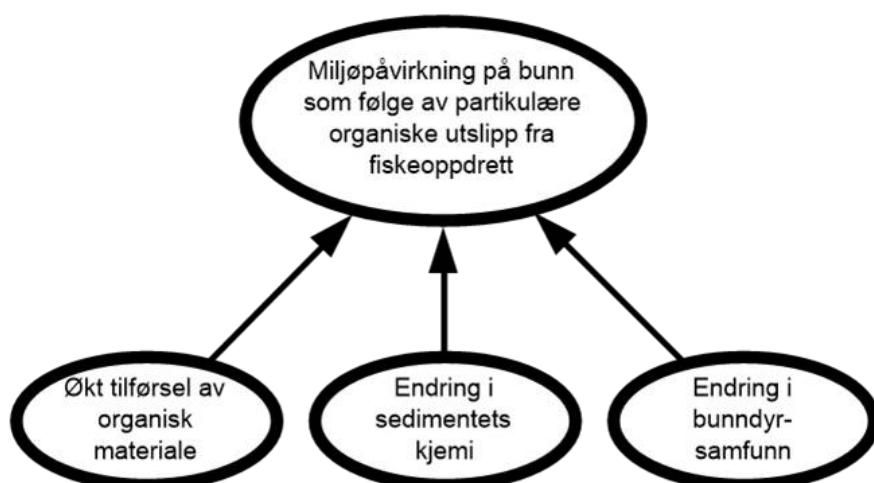 Miljøpåvirkning på bunn
som følge av partikulære
organiske utslipp fra
fiskeoppdrett
Økt tilførsel av
organisk
materiale
Endring i
sedimentets
kjemi
Endring i
bunndyr-
samfunn